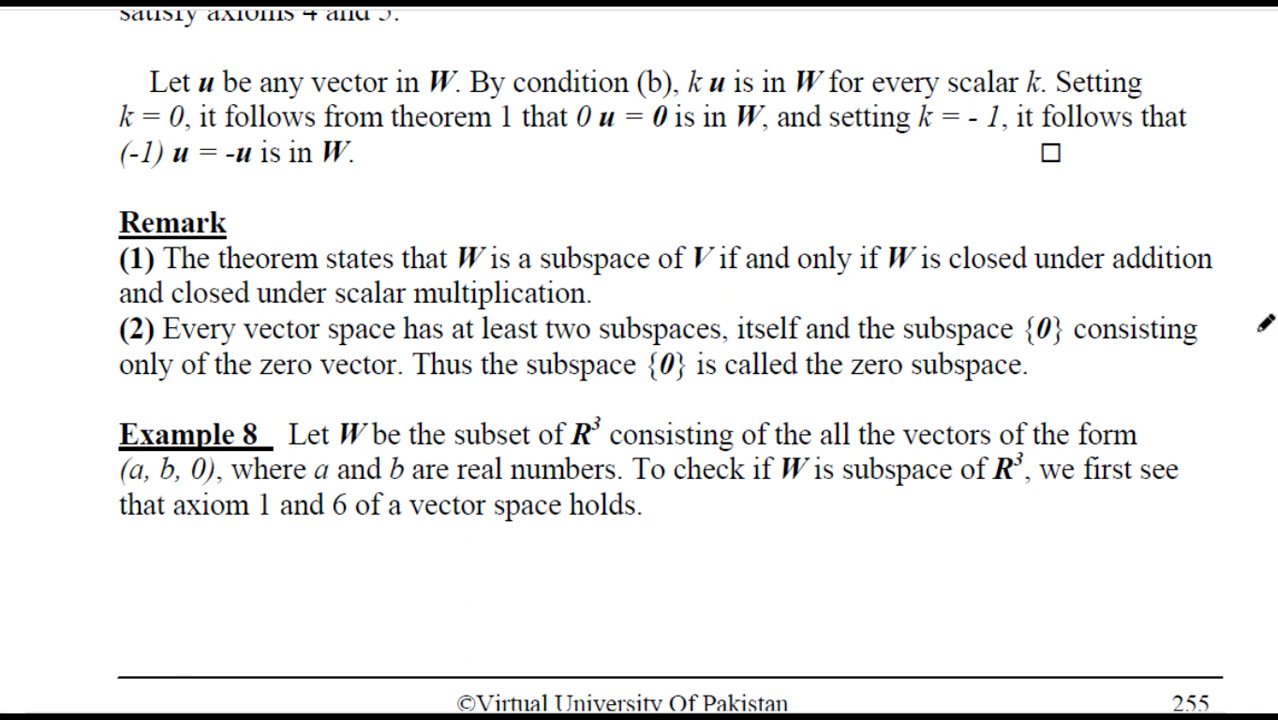 satisfy axioms 4 and 5.
Let u be any vector in W. By condition (b), k u is in W for every scalar k. Setting
k = 0, it follows from theorem 1 that 0 u = 0 is in W, and setting k = - 1, it follows that
(-1) u = -u is in W. □
Remark
(1) The theorem states that W is a subspace of V if and only if W is closed under addition
and closed under scalar multiplication.
(2) Every vector space has at least two subspaces, itself and the subspace {0} consisting
only of the zero vector. Thus the subspace {0} is called the zero subspace.
Example 8 Let W be the subset of R³ consisting of the all the vectors of the form
(a, b, 0), where a and b are real numbers. To check if W is subspace of R³, we first see
that axiom 1 and 6 of a vector space holds.
©Virtual University Of Pakistan 255